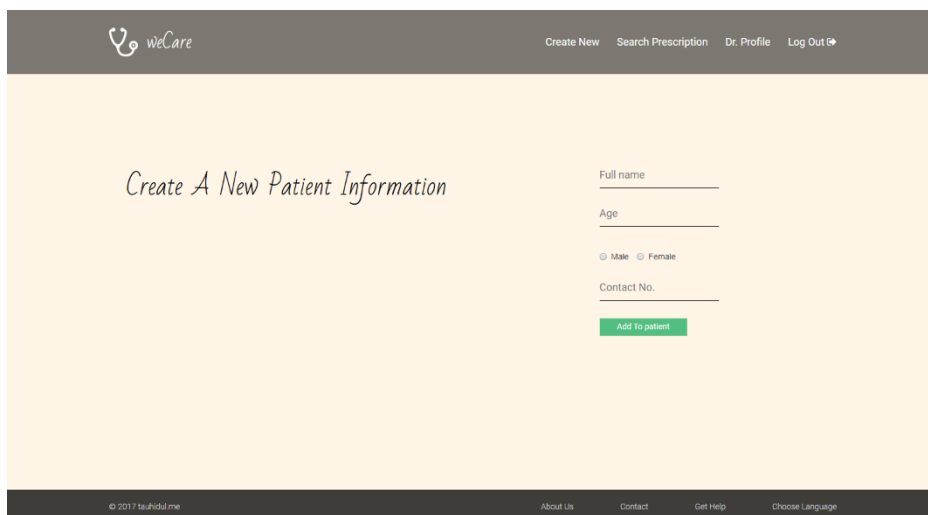 weCare
Create New Search Prescription Dr. Profile Log Out
Create A New Patient Information
Full name
Age
Male Female
Contact No.
Add To patient
© 2017 tauhidul.me About Us Contact Get Help Choose Language